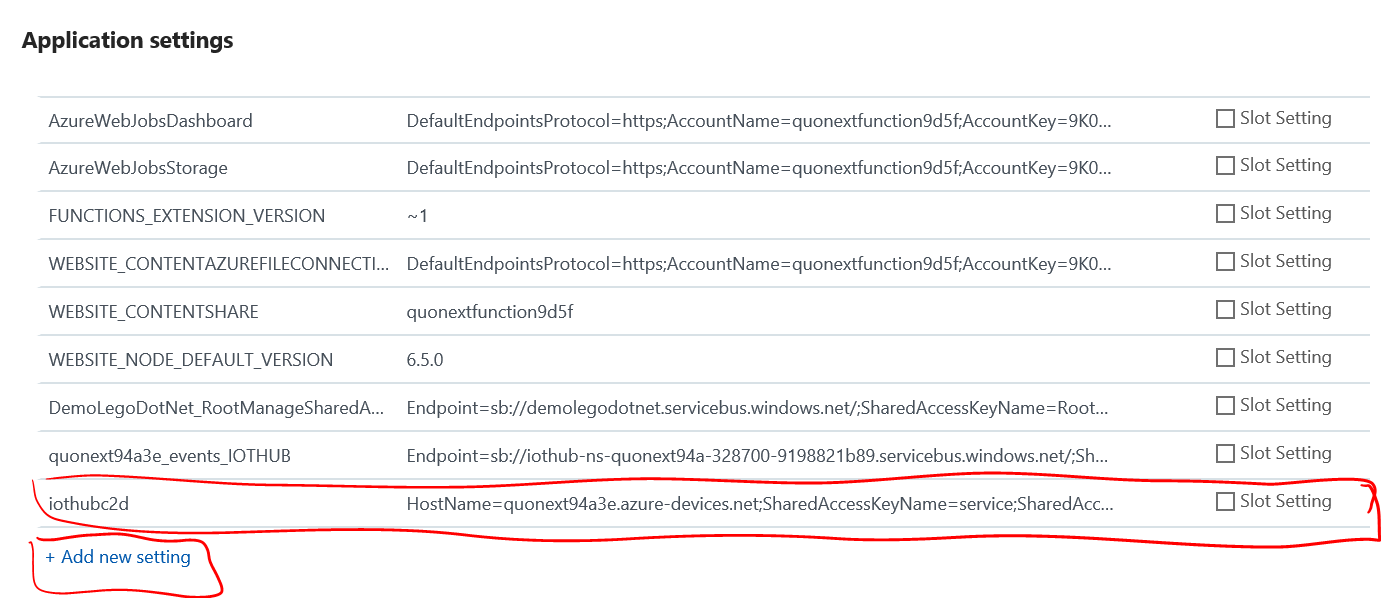 Application settings
AzureWebJobsDashboard DefaultEndpointsProtocol=https;AccountName=quonextfunction9d5f;AccountKey=9K0... Slot Setting
AzureWebJobsStorage DefaultEndpointsProtocol=https;AccountName=quonextfunction9d5f;AccountKey=9K0... Slot Setting
FUNCTIONS_EXTENSION_VERSION ~1 Slot Setting
WEBSITE_CONTENTAZUREFILECONNECTI... DefaultEndpointsProtocol=https;AccountName=quonextfunction9d5f;AccountKey=9K0... Slot Setting
WEBSITE_CONTENTSHARE quonextfunction9d5f Slot Setting
WEBSITE_NODE_DEFAULT_VERSION 6.5.0 Slot Setting
DemoLegoDotNet_RootManageSharedA... Endpoint=sb://demolegodotnet.servicebus.windows.net/;SharedAccessKeyName=Root... Slot Setting
quonext94a3e_events_IOTHUB Endpoint=sb://iothub-ns-quonext94a-328700-9198821b89.servicebus.windows.net/;Sh... Slot Setting
iothubc2d HostName=quonext94a3e.azure-devices.net;SharedAccessKeyName=service;SharedAcc... Slot Setting
+ Add new setting